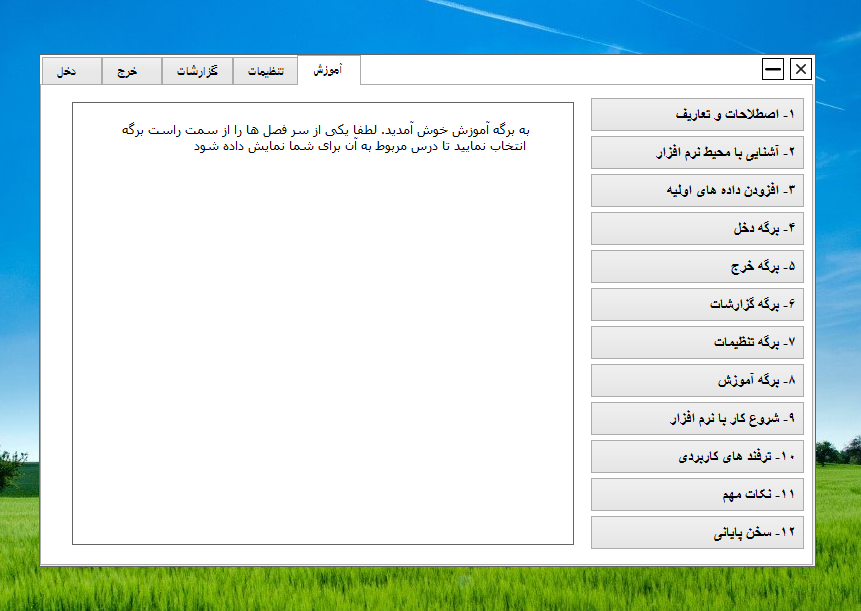 دخل
خرج
گزارشات
تنظیمات
آموزش
به برگه آموزش خوش آمدید. لطفا یکی از سر فصل ها را از سمت راست برگه
انتخاب نمایید تا درس مربوط به آن برای شما نمایش داده شود
۱- اصطلاحات و تعاریف
۲- آشنایی با محیط نرم افزار
۳- افزودن داده های اولیه
۴- برگه دخل
۵- برگه خرج
۶- برگه گزارشات
۷- برگه تنظیمات
۸- برگه آموزش
۹- شروع کار با نرم افزار
۱۰- ترفند های کاربردی
۱۱- نکات مهم
۱۲- سخن پایانی